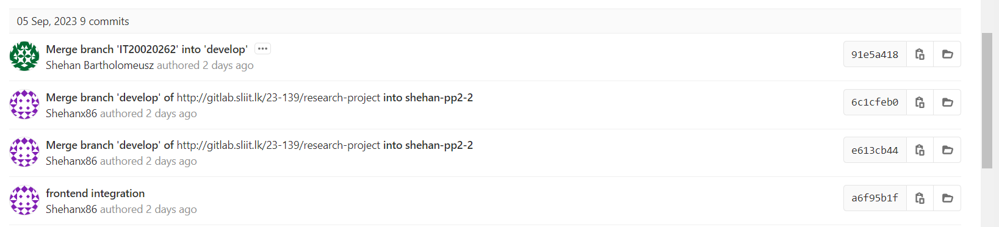 05 Sep, 2023 9 commits
Merge branch 'IT20020262' into 'develop'
Shehan Bartholomeusz authored 2 days ago
91e5a418
Merge branch 'develop' of http://gitlab.sliit.lk/23-139/research-project into shehan-pp2-2
Shehanx86 authored 2 days ago
6c1cfeb0
Merge branch 'develop' of http://gitlab.sliit.lk/23-139/research-project into shehan-pp2-2
Shehanx86 authored 2 days ago
e613cb44
frontend integration
Shehanx86 authored 2 days ago
a6f95b1f